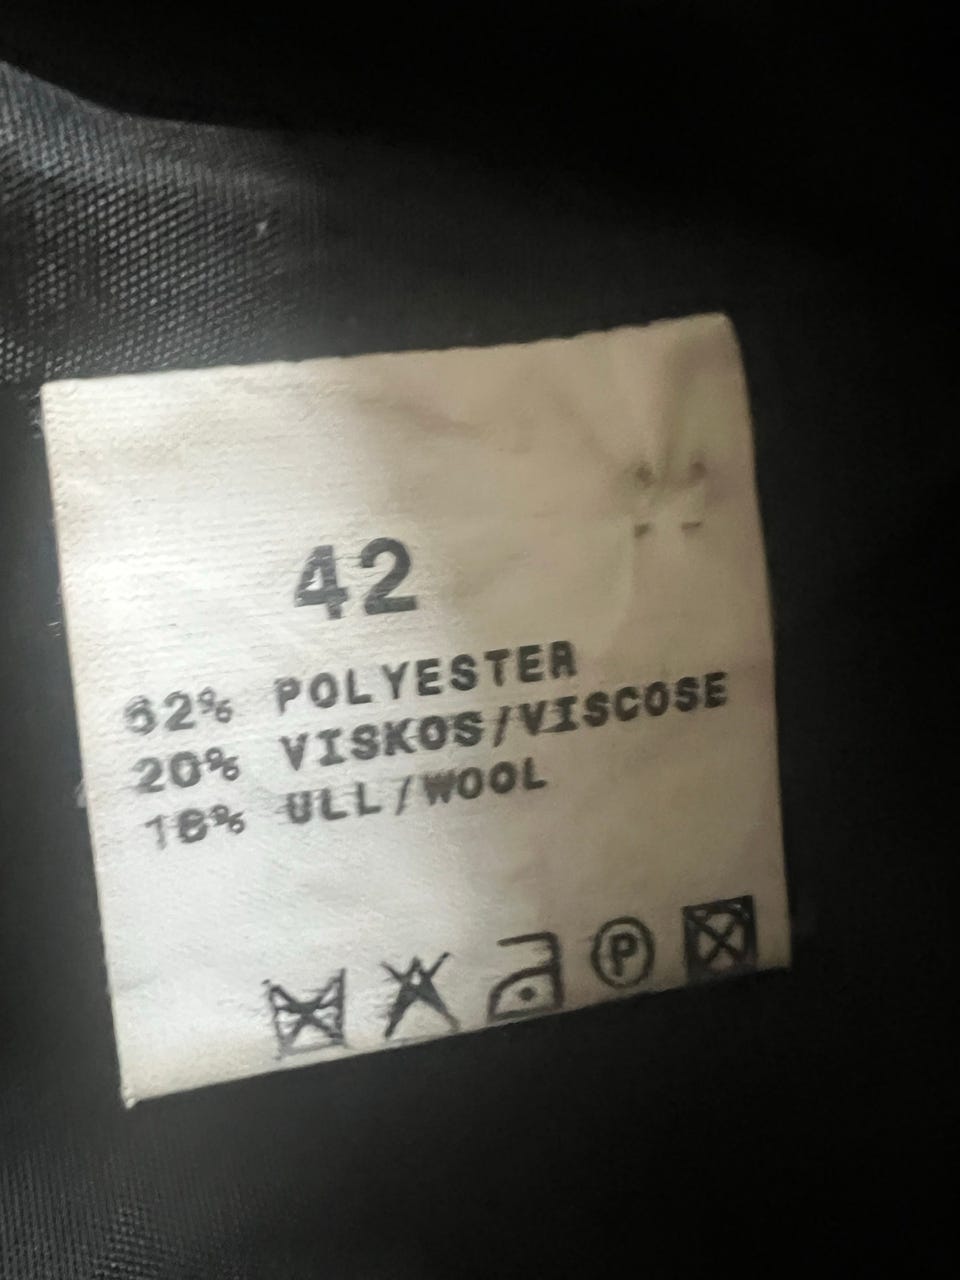 42
62% POLYESTER
20% VISKOS/VISCOSE
18% ULL/WOOL
P